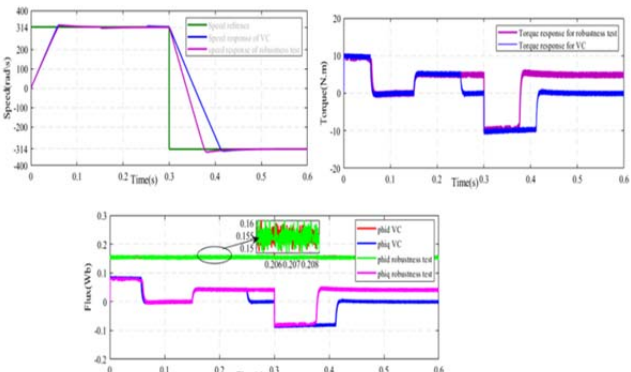 400
314
200
100
0
-100
-200
-314
-400
Speed(rad\s)
Speed refrence
Speed response of VC
speed response of robustness test
0 0.1 0.2 0.3 0.4 0.5 0.6
Time(s)
20
10
0
-10
-20
Torque(N.m)
Torque response for robustness test
Torque response for VC
0 0.1 0.2 0.3 0.4 0.5 0.6
Time(s)
0.3
0.2
0.1
0
-0.1
-0.2
Flux(Wb)
0.16
0.155
0.15
0.206 0.207 0.208
phid VC
phiq VC
phid robustness test
phiq robustness test
0 0.1 0.2 0.3 0.4 0.5 0.6